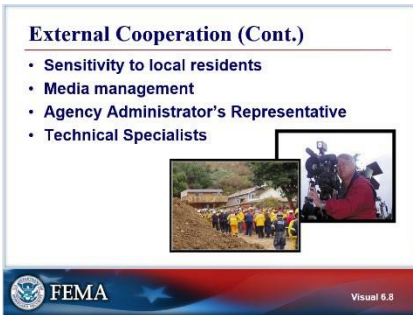 External Cooperation (Cont.)
• Sensitivity to local residents
• Media management
• Agency Administrator's Representative
• Technical Specialists
FEMA
Visual 6.8